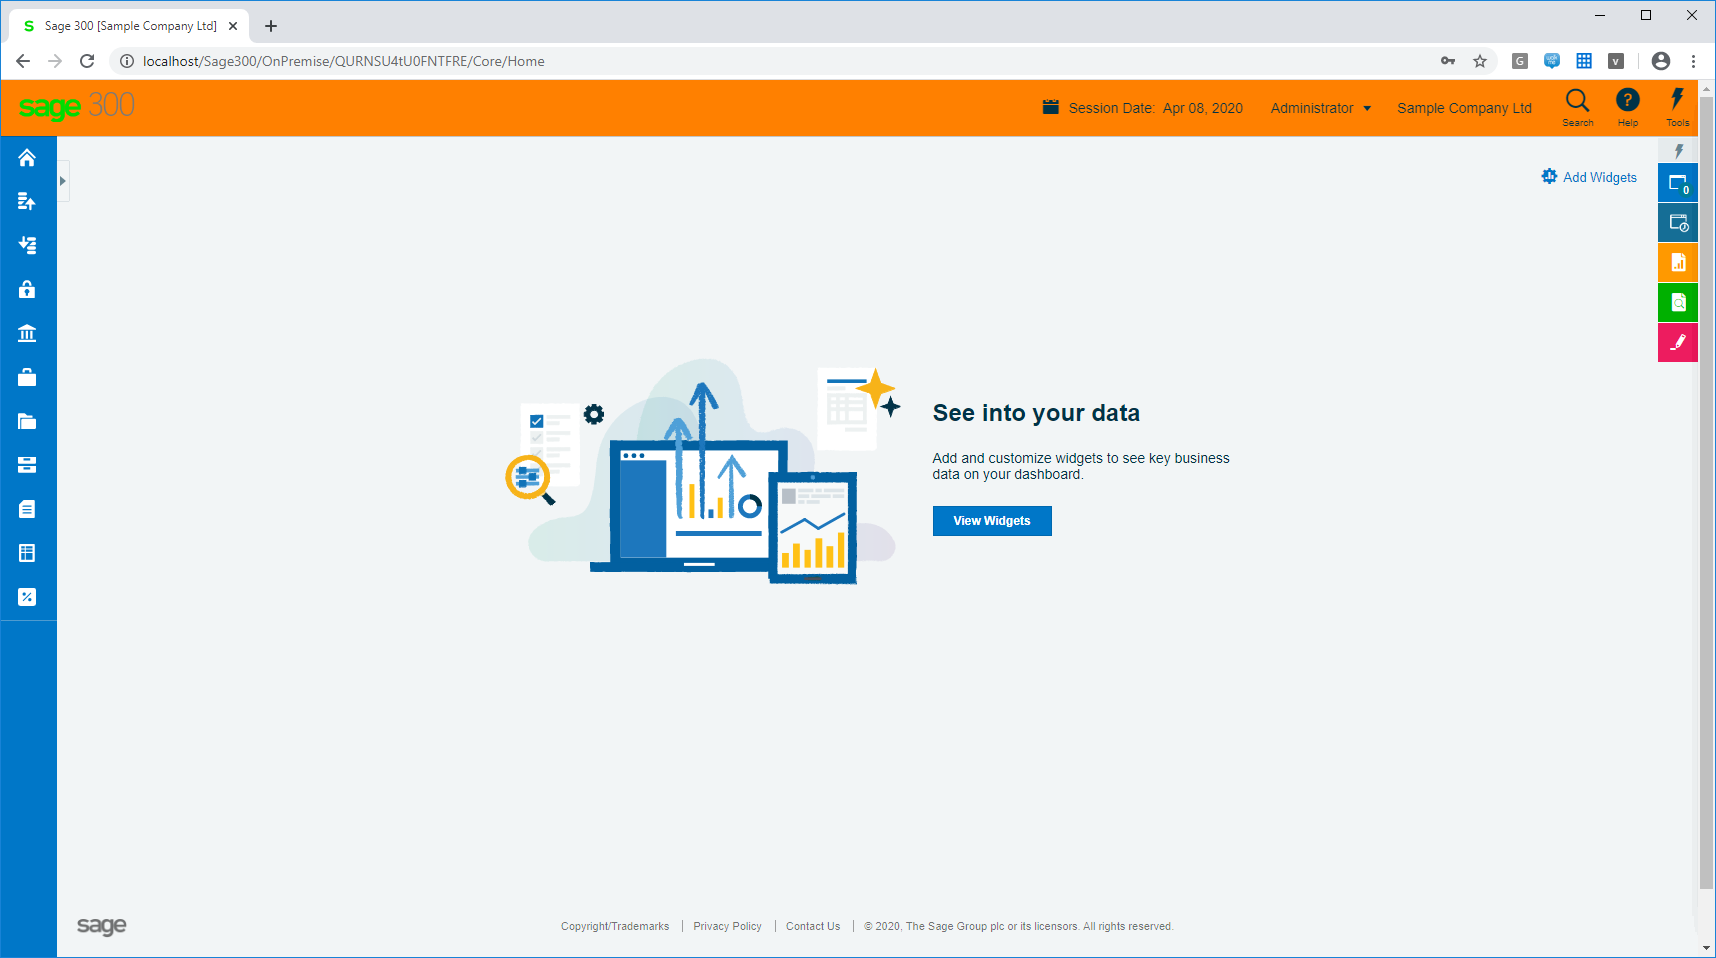 Sage 300 [Sample Company Ltd]
localhost/Sage300/OnPremise/QURNSU4tU0FNTFRE/Core/Home
G
v
sage 300
Session Date: Apr 08, 2020
Administrator
Sample Company Ltd
Search
Help
Tools
Add Widgets
0
See into your data
Add and customize widgets to see key business
data on your dashboard.
View Widgets
sage
Copyright/Trademarks
Privacy Policy
Contact Us
© 2020, The Sage Group plc or its licensors. All rights reserved.